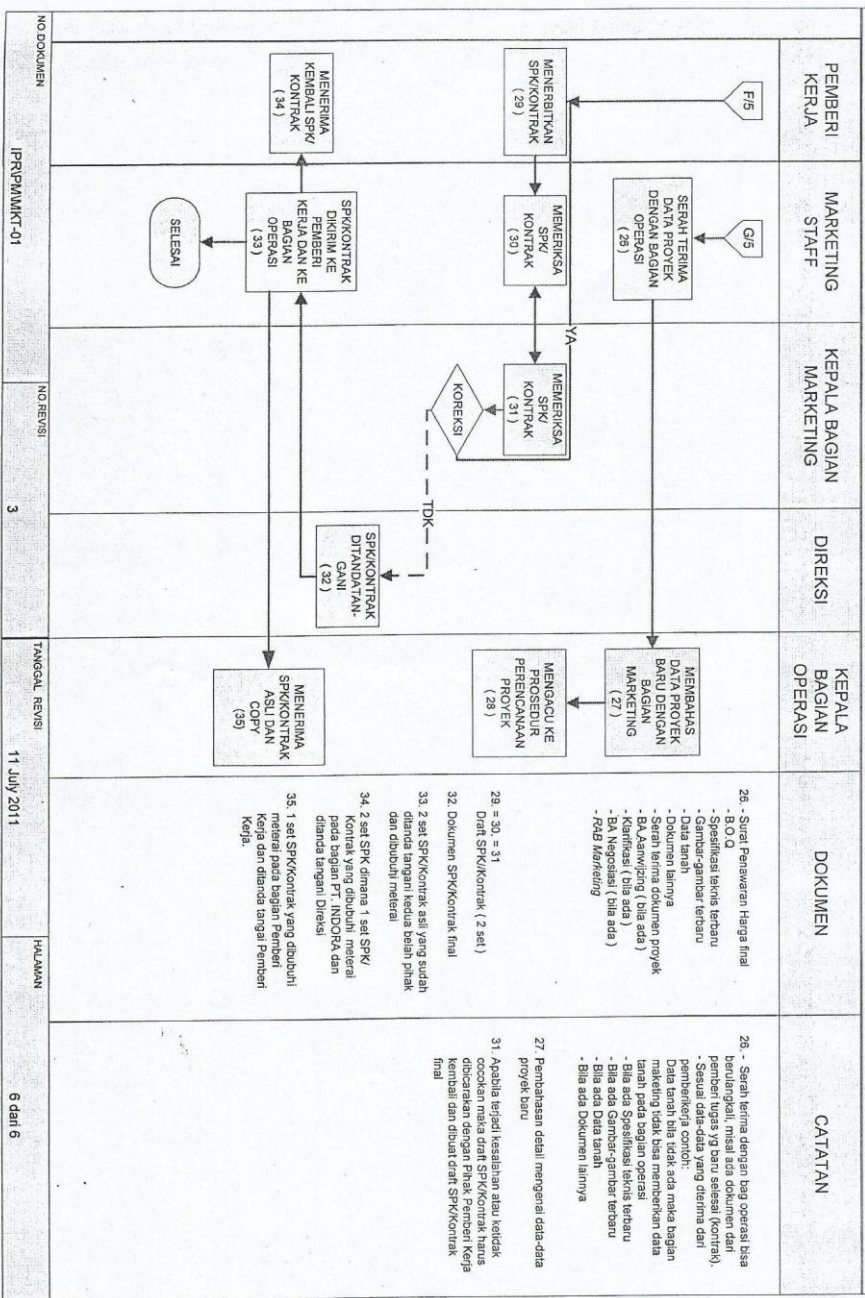 PEMBERI
KERJA
MARKETING
STAFF
KEPALA BAGIAN
MARKETING
DIREKSI
KEPALA
BAGIAN
OPERASI
DOKUMEN
CATATAN
F/5
G/5
SERAH TERIMA
DATA PROYEK
DENGAN BAGIAN
OPERASI
( 26 )
MEMBAHAS
DATA PROYEK
BARU DENGAN
BAGIAN
MARKETING
( 27 )
MENGACU KE
PROSEDUR
PERENCANAAN
PROYEK
( 28 )
MENERBITKAN
SPK/KONTRAK
( 29 )
MEMERIKSA
SPK/
KONTRAK
( 30 )
MEMERIKSA
SPK/
KONTRAK
( 31 )
YA
KOREKSI
TDK
SPK/KONTRAK
DITANDATAN-
GANI
( 32 )
SPK/KONTRAK
DIKIRIM KE
PEMBERI
KERJA DAN KE
BAGIAN
OPERASI
( 33 )
MENERIMA
KEMBALI SPK/
KONTRAK
( 34 )
SELESAI
MENERIMA
SPK/KONTRAK
ASLI DAN
COPY
(35)
26. - Surat Penawaran Harga final
- B.O.Q
- Spesifikasi teknis terbaru
- Gambar-gambar terbaru
- Data tanah
- Dokumen lainnya
- Serah terima dokumen proyek
- BA Aanwijzing ( bila ada )
- Klarifikasi ( bila ada )
- BA Negosiasi ( bila ada )
- RAB Marketing
29. = 30. = 31
Draft SPK//Kontrak ( 2 set )
32. Dokumen SPK/Kontrak final
33. 2 set SPK/Kontrak asli yang sudah
ditanda tangani kedua belah pihak
dan dibubuhi meterai
34. 2 set SPK dimana 1 set SPK/
Kontrak yang dibubuhi meterai
pada bagian PT. INDORA dan
ditanda tangani Direksi
35. 1 set SPK/Kontrak yang dibubuhi
meterai pada bagian Pemberi
Kerja dan ditanda tangai Pemberi
Kerja.
26. - Serah terima dengan bag operasi bisa
berulangkali, misal ada dokumen dari
pemberi tugas yg baru selesai (kontrak).
- Sesuai data-data yang dterima dari
pemberikerja contoh:
Data tanah bila tidak ada maka bagian
maketing tidak bisa memberikan data
tanah pada bagian operasi
- Bila ada Spesifikasi teknis terbaru
- Bila ada Gambar-gambar terbaru
- Bila ada Data tanah
- Bila ada Dokumen lainnya
27. Pembahasan detail mengenai data-data
proyek baru
31. Apabila terjadi kesalahan atau ketidak
cocokan maka draft SPK/Kontrak harus
dibicarakan dengan Pihak Pemberi Kerja
kembali dan dibuat draft SPK/Kontrak
final
NO.DOKUMEN
IPR\PM\MKT-01
NO.REVISI
3
TANGGAL REVISI
11 July 2011
HALAMAN
6 dari 6